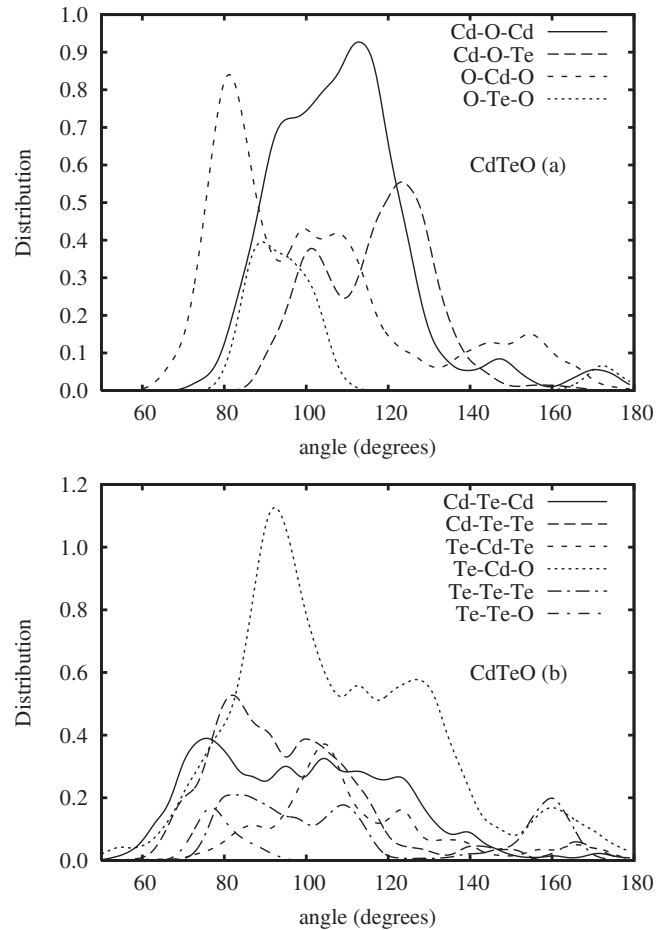 1.0
Cd-O-Cd
0.9
Cd-O-Te
0.8
O-Cd-O
O-Te-O
0.7
0.6
CdTeO (a)
0.5
Distribution
0.4
0.3
0.2
0.1
0.0
60 80 100 120 140 160 180
angle (degrees)
1.2
Cd-Te-Cd
Cd-Te-Te
1.0
Te-Cd-Te
Te-Cd-O
Te-Te-Te
0.8
Te-Te-O
0.6
CdTeO (b)
Distribution
0.4
0.2
0.0
60 80 100 120 140 160 180
angle (degrees)